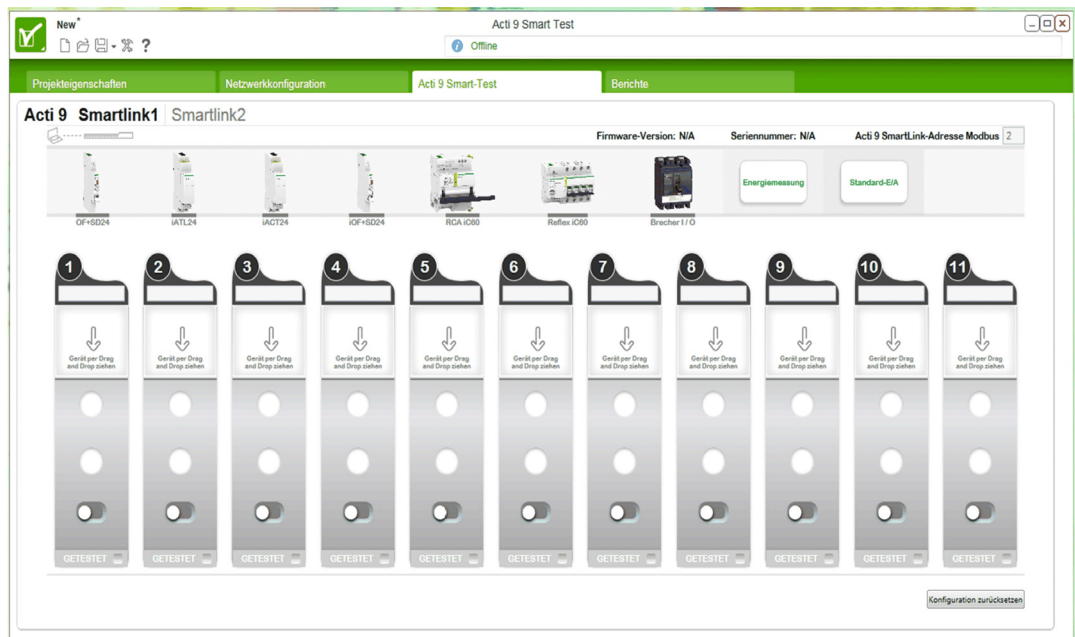 New*
Acti 9 Smart Test
?
Offline
Projekteigenschaften
Netzwerkkonfiguration
Acti 9 Smart-Test
Berichte
Acti 9 Smartlink1 Smartlink2
Firmware-Version: N/A
Seriennummer: N/A
Acti 9 SmartLink-Adresse Modbus 2
Energiemessung
Standard-E/A
OF+SD24
iATL24
iACT24
iOF+SD24
RCA iC60
Reflex iC60
Brecher I / O
1
2
3
4
5
6
7
8
9
10
11
Gerät per Drag
and Drop ziehen
Gerät per Drag
and Drop ziehen
Gerät per Drag
and Drop ziehen
Gerät per Drag
and Drop ziehen
Gerät per Drag
and Drop ziehen
Gerät per Drag
and Drop ziehen
Gerät per Drag
and Drop ziehen
Gerät per Drag
and Drop ziehen
Gerät per Drag
and Drop ziehen
Gerät per Drag
and Drop ziehen
Gerät per Drag
and Drop ziehen
GETESTET
GETESTET
GETESTET
GETESTET
GETESTET
GETESTET
GETESTET
GETESTET
GETESTET
GETESTET
GETESTET
Konfiguration zurücksetzen